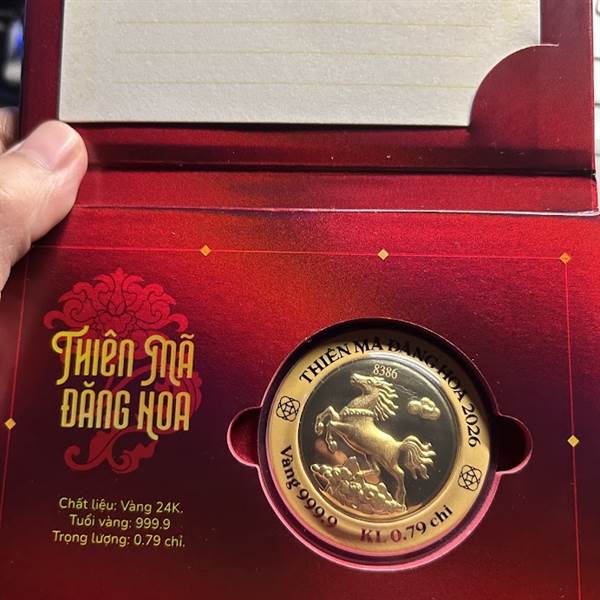 Thiên Mã
ĐĂNG HOA
Chất liệu: Vàng 24K.
Tuổi vàng: 999.9
Trọng lượng: 0.79 chỉ.
THIÊN MÃ ĐĂNG HOA 2026
8386
Vàng 999.9
KL 0.79 chỉ